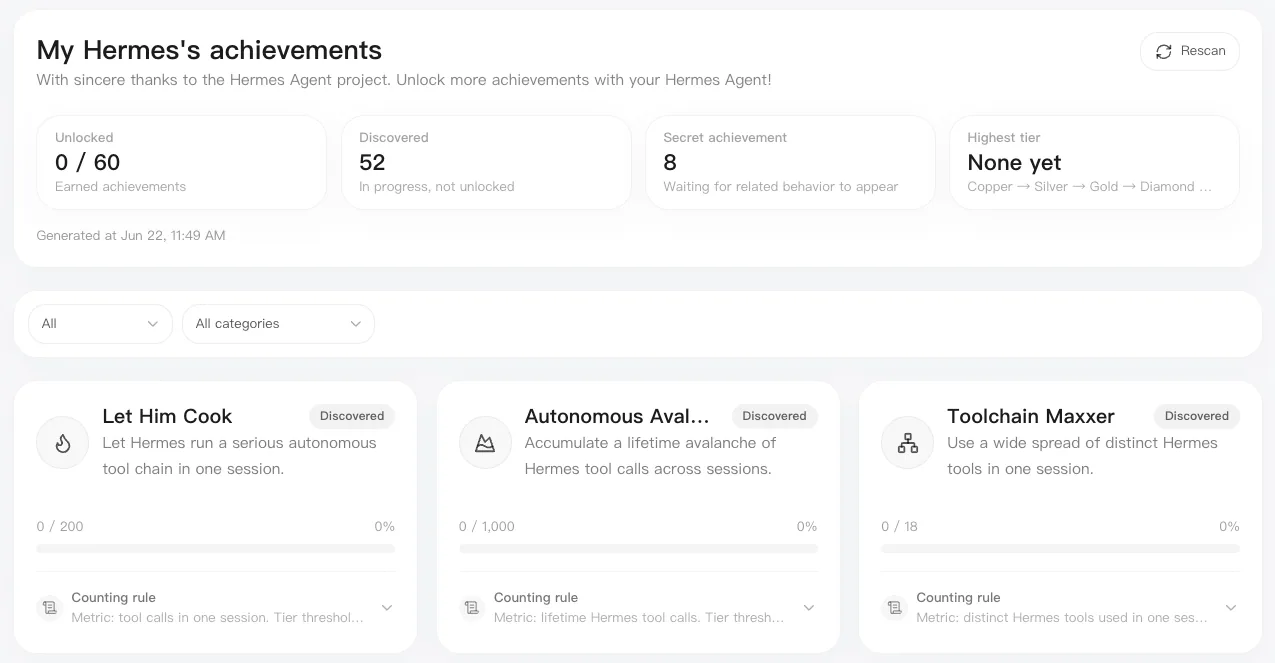 My Hermes's achievements
Rescan
With sincere thanks to the Hermes Agent project. Unlock more achievements with your Hermes Agent!
Unlocked
0 / 60
Earned achievements
Discovered
52
In progress, not unlocked
Secret achievement
8
Waiting for related behavior to appear
Highest tier
None yet
Copper → Silver → Gold → Diamond ...
Generated at Jun 22, 11:49 AM
All
All categories
Let Him Cook
Discovered
Let Hermes run a serious autonomous
tool chain in one session.
0 / 200
0%
Counting rule
Metric: tool calls in one session. Tier threshol...
Autonomous Aval...
Discovered
Accumulate a lifetime avalanche of
Hermes tool calls across sessions.
0 / 1,000
0%
Counting rule
Metric: lifetime Hermes tool calls. Tier thresh...
Toolchain Maxxer
Discovered
Use a wide spread of distinct Hermes
tools in one session.
0 / 18
0%
Counting rule
Metric: distinct Hermes tools used in one ses...